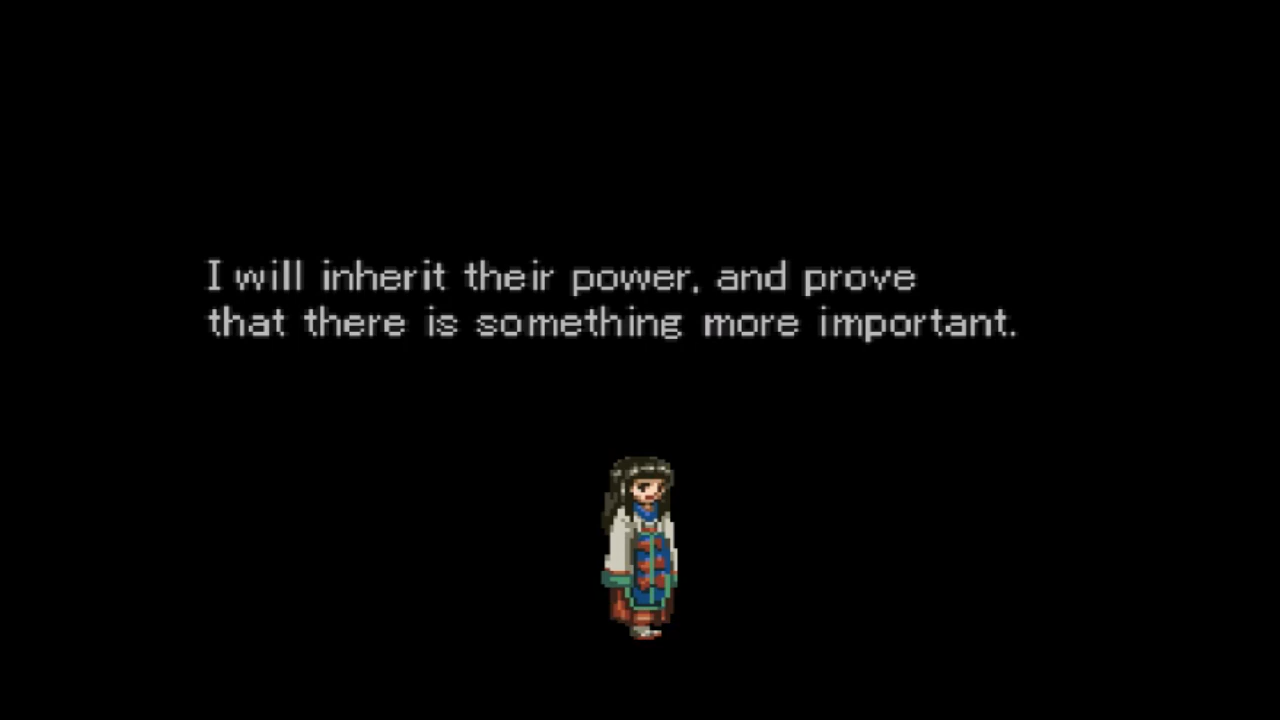 I will inherit their power, and prove
that there is something more important.